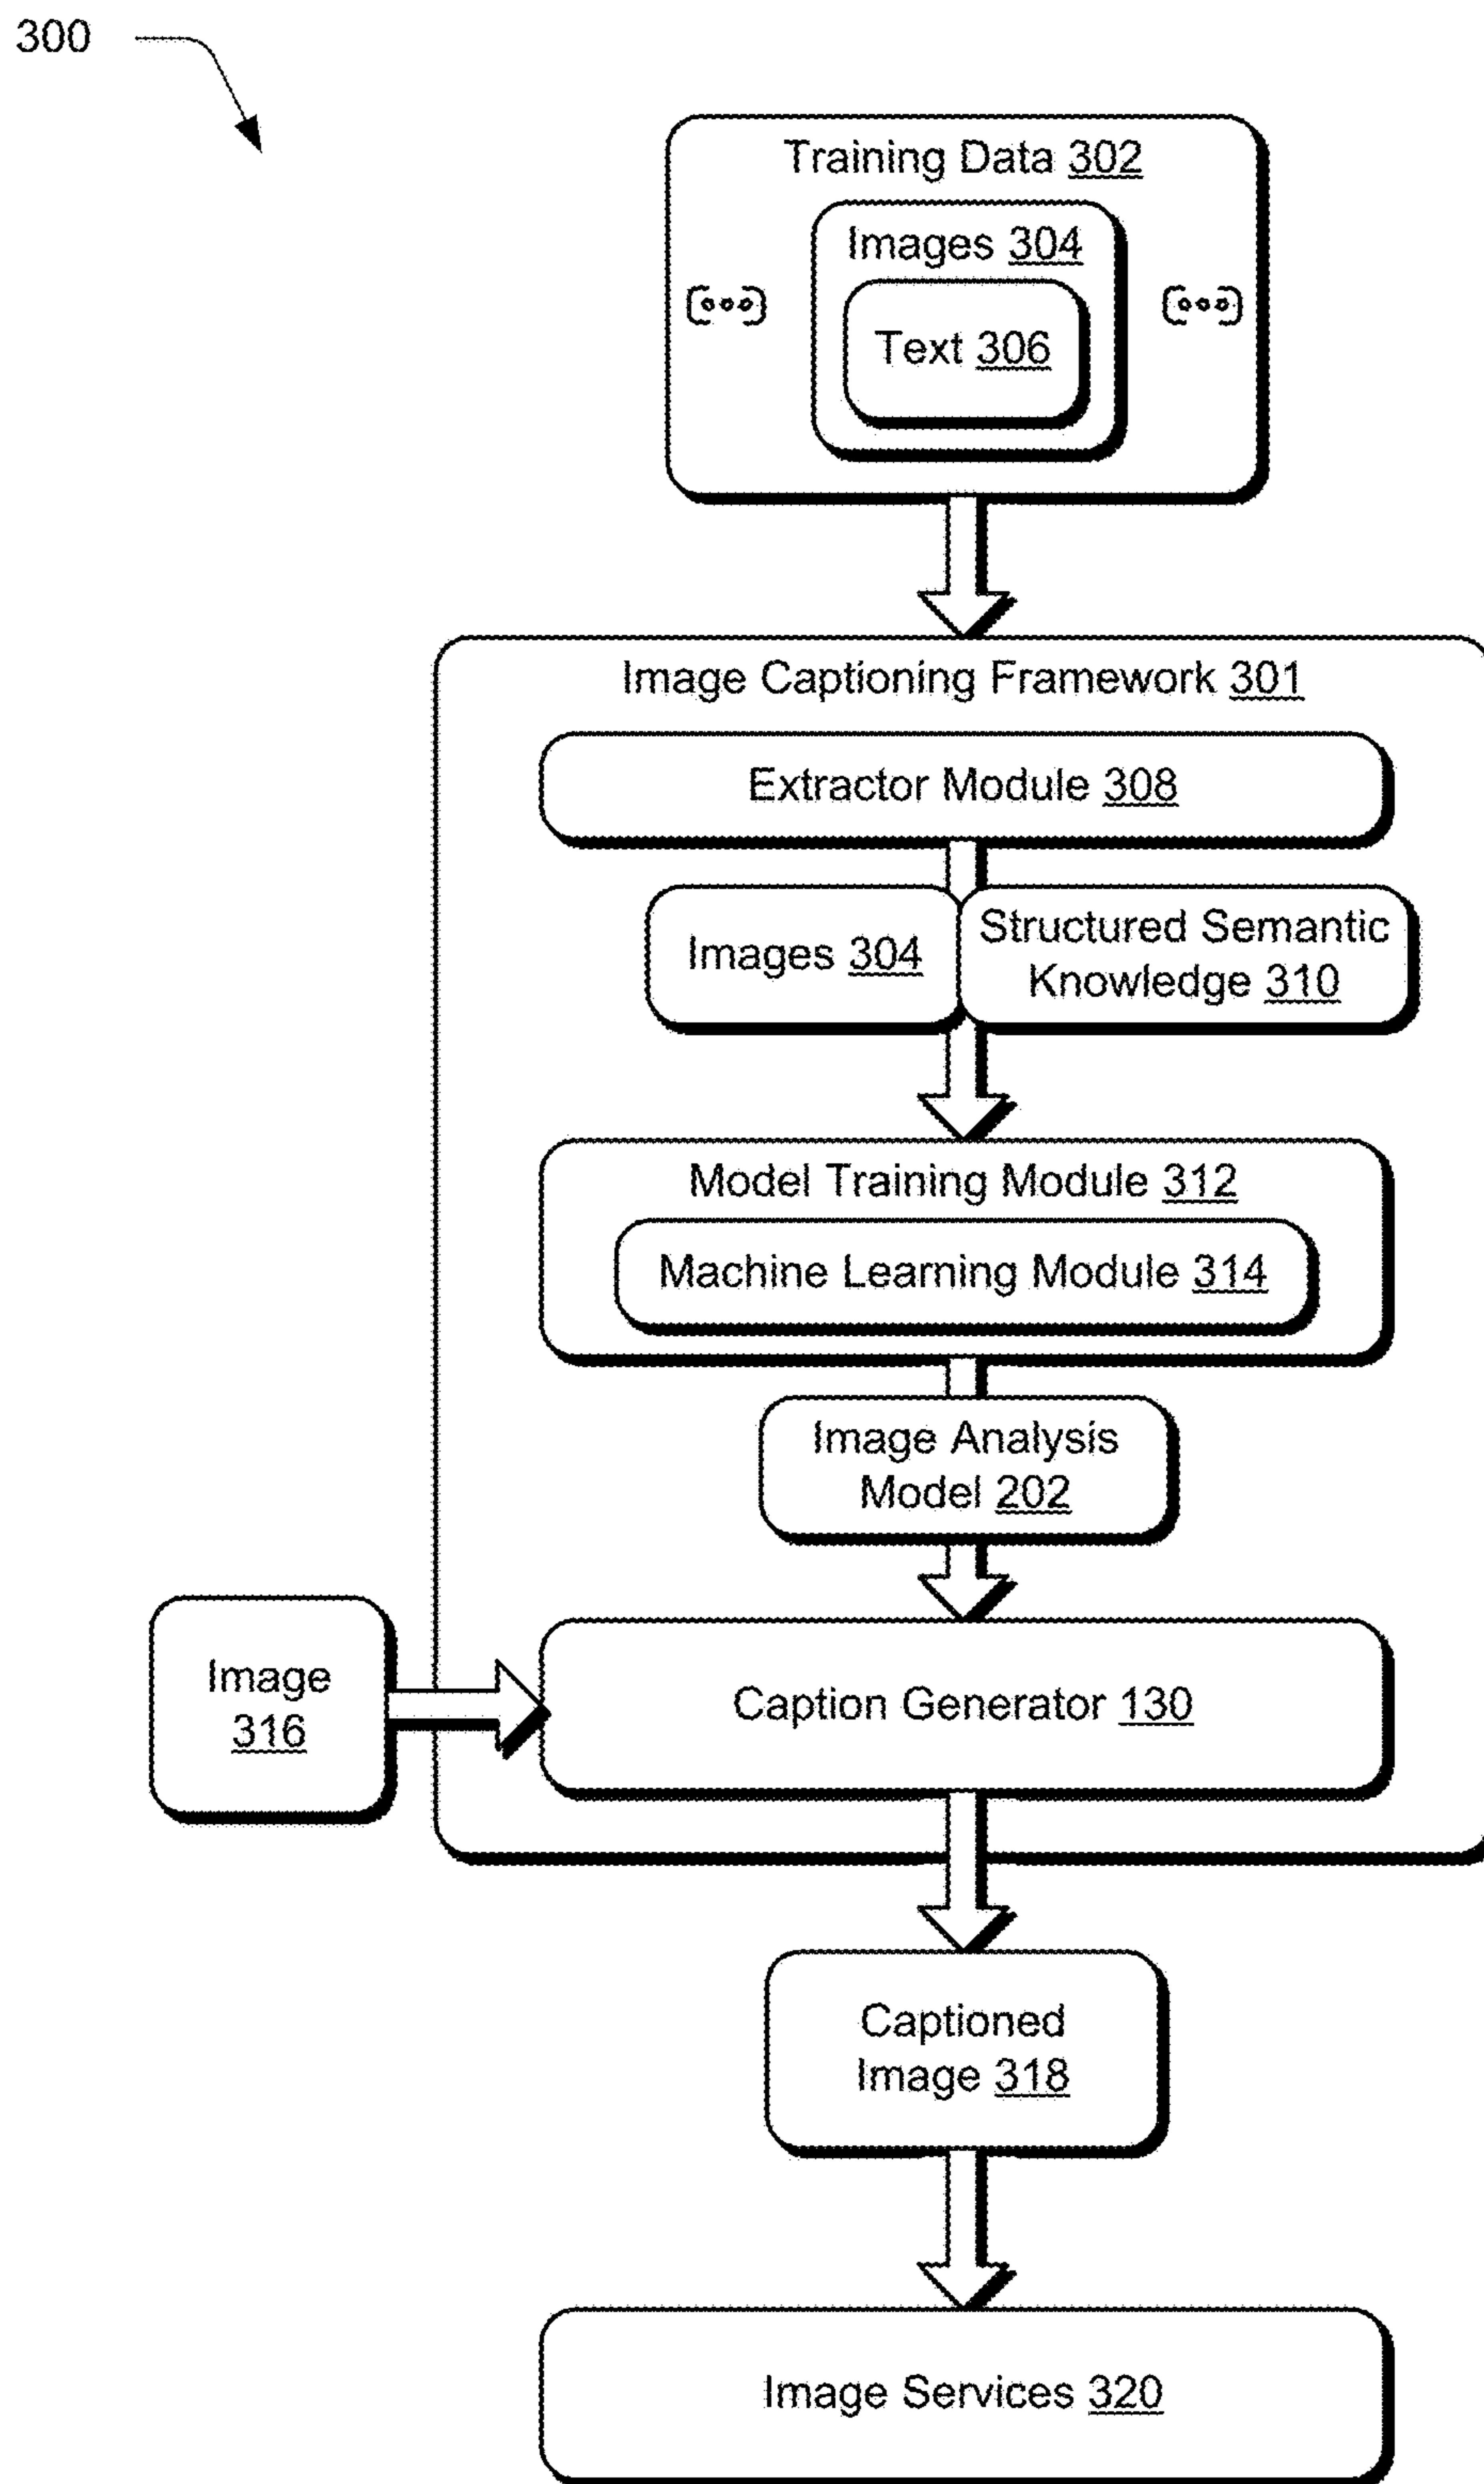 300
Training Data 302
Images 304
Text 306
Image Captioning Framework 301
Extractor Module 308
Images 304
Structured Semantic
Knowledge 310
Model Training Module 312
Machine Learning Module 314
Image Analysis
Model 202
Image
316
Caption Generator 130
Captioned
Image 318
Image Services 320